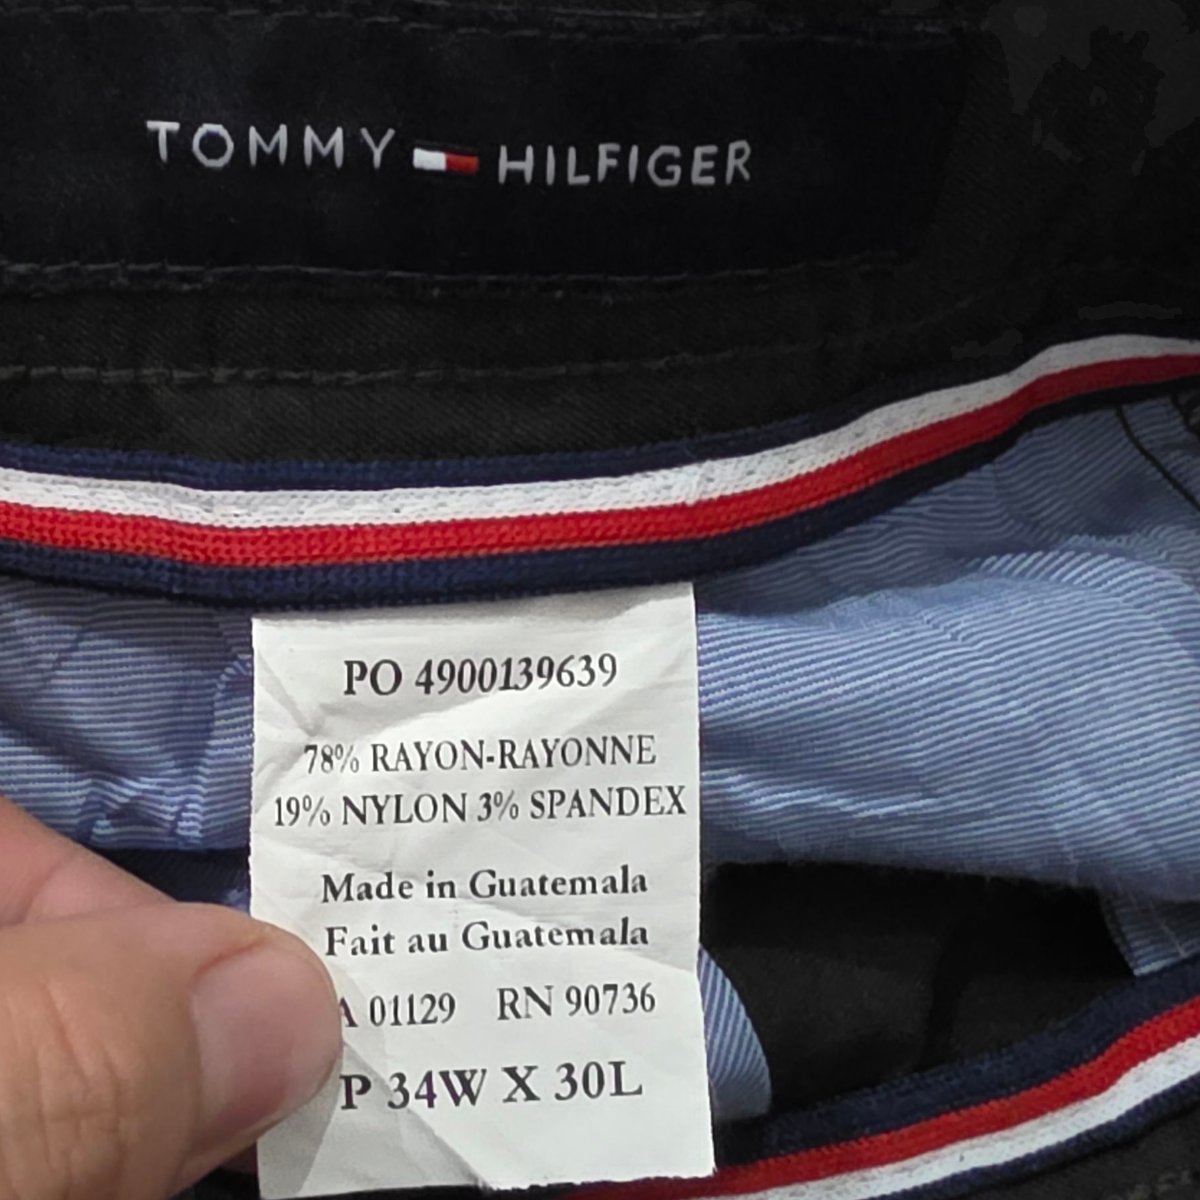 TOMMY HILFIGER
PO 4900139639
78% RAYON-RAYONNE
19% NYLON 3% SPANDEX
Made in Guatemala
Fait au Guatemala
01129 RN 90736
P 34W X 30L